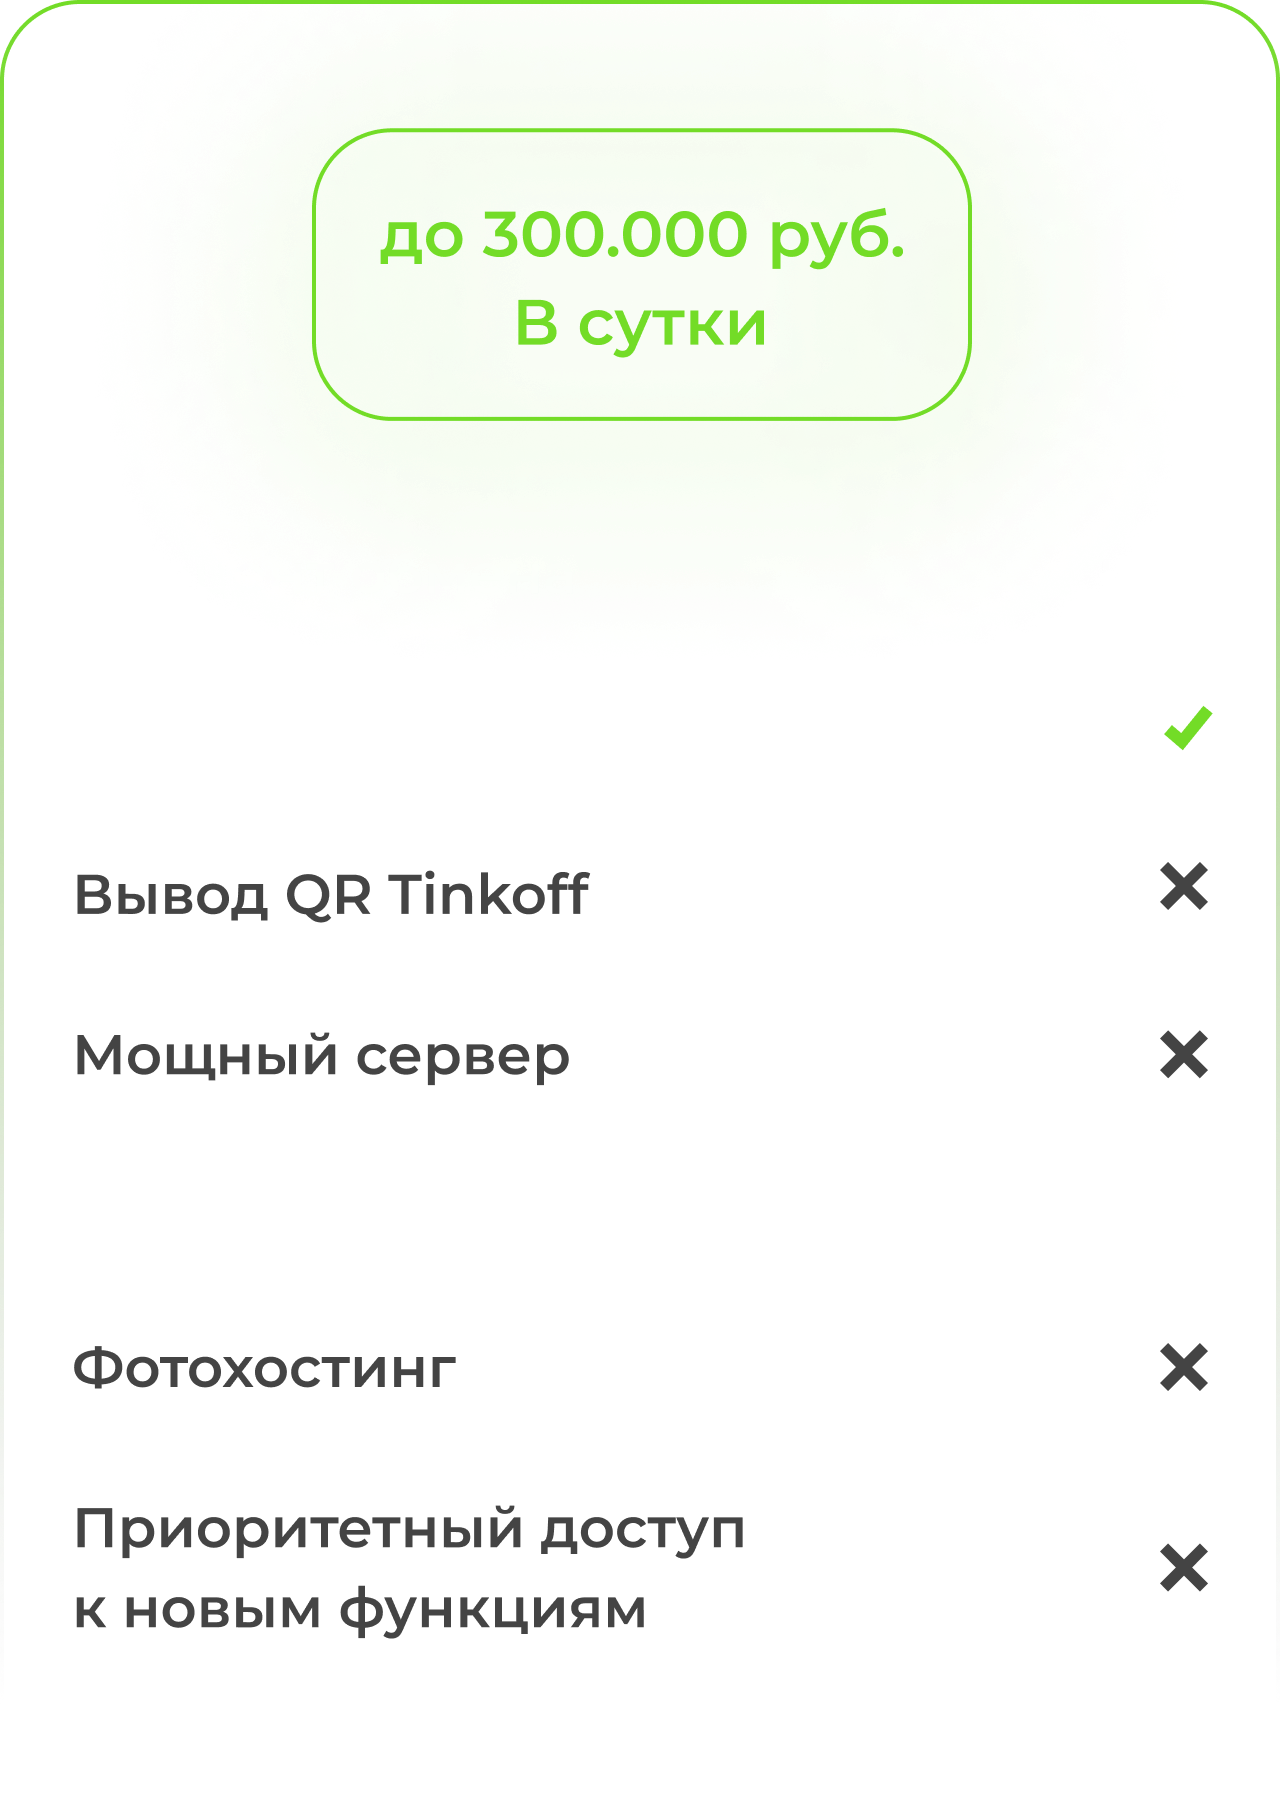 до 300.000 руб.
В сутки
Вывод QR Tinkoff
Мощный сервер
Фотохостинг
Приоритетный доступ
к новым функциям